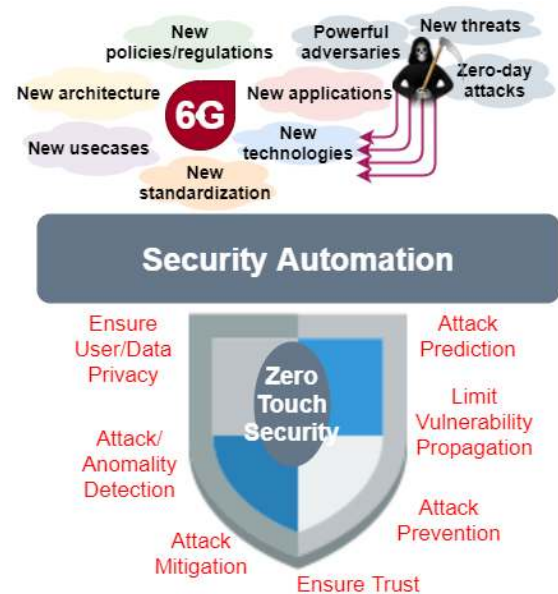 New threats
New
policies/regulations
Powerful
adversaries
Zero-day
attacks
New architecture
6G
New applications
New usecases
New
technologies
New
standardization
Security Automation
Ensure
User/Data
Privacy
Attack
Prediction
Zero
Touch
Security
Limit
Vulnerability
Propagation
Attack/
Anomality
Detection
Attack
Prevention
Attack
Mitigation
Ensure Trust